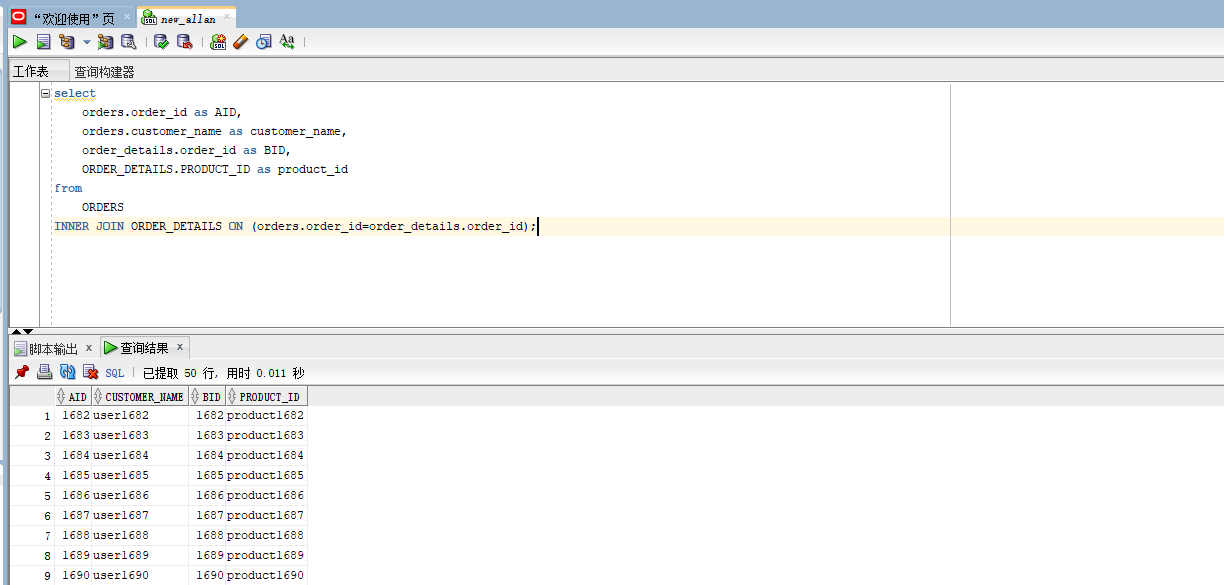 “欢迎使用”页
new_allan
工作表 查询构建器
select
orders.order_id as AID,
orders.customer_name as customer_name,
order_details.order_id as BID,
ORDER_DETAILS.PRODUCT_ID as product_id
from
ORDERS
INNER JOIN ORDER_DETAILS ON (orders.order_id=order_details.order_id);
脚本输出 x 查询结果 x
SQL 已提取 50 行, 用时 0.011 秒
AID CUSTOMER_NAME BID PRODUCT_ID
1 1682 user1682 1682 product1682
2 1683 user1683 1683 product1683
3 1684 user1684 1684 product1684
4 1685 user1685 1685 product1685
5 1686 user1686 1686 product1686
6 1687 user1687 1687 product1687
7 1688 user1688 1688 product1688
8 1689 user1689 1689 product1689
9 1690 user1690 1690 product1690